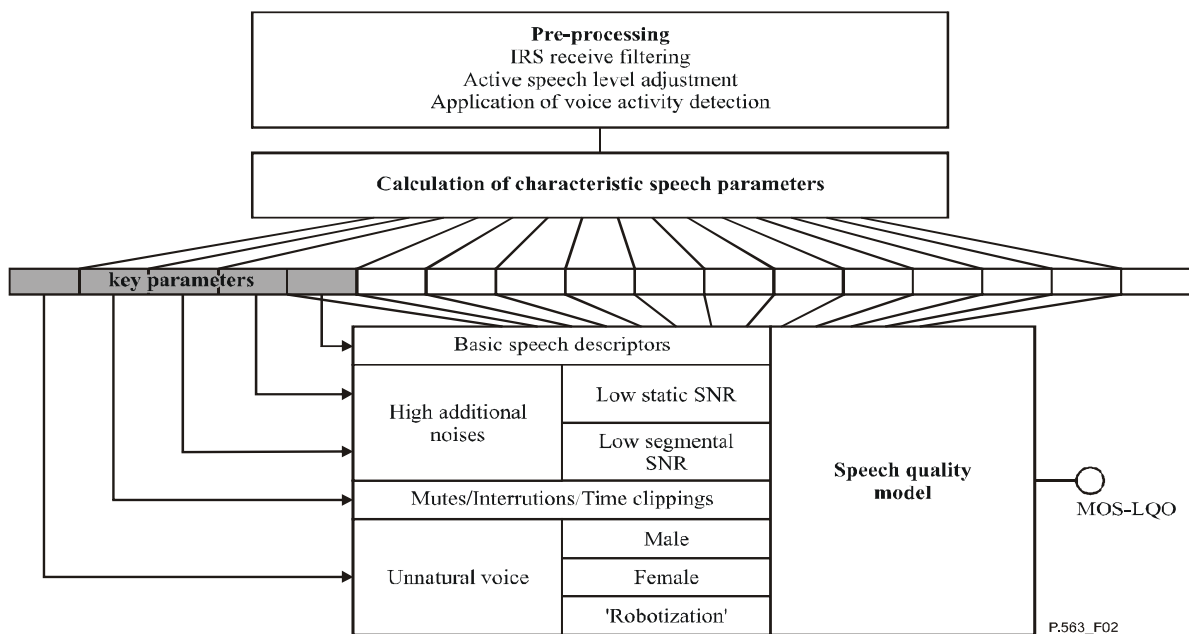 Pre-processing
IRS receive filtering
Active speech level adjustment
Application of voice activity detection
Calculation of characteristic speech parameters
key parameters
Basic speech descriptors
High additional
noises
Low static SNR
Low segmental
SNR
Mutes/Interrutions/Time clippings
Unnatural voice
Male
Female
'Robotization'
Speech quality
model
MOS-LQO
P.563_F02